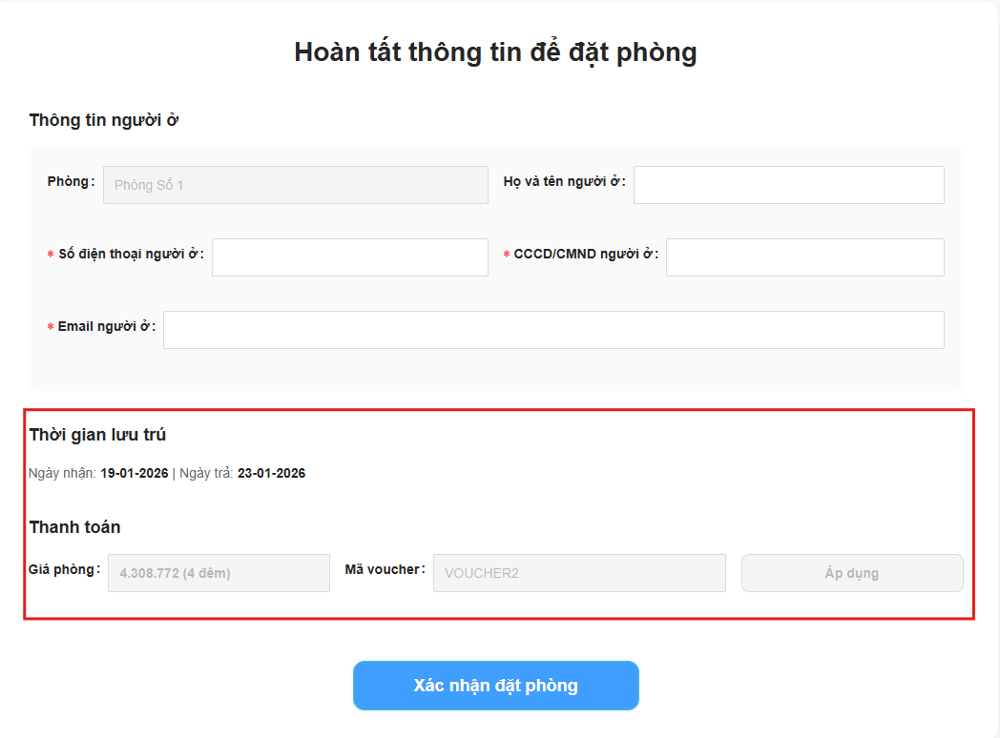 Hoàn tất thông tin để đặt phòng
Thông tin người ở
Phòng: Phòng Số 1 Họ và tên người ở:
* Số điện thoại người ở: * CCCD/CMND người ở:
* Email người ở:
Thời gian lưu trú
Ngày nhận: 19-01-2026 | Ngày trả: 23-01-2026
Thanh toán
Giá phòng: 4.308.772 (4 đêm) Mã voucher: VOUCHER2 Áp dụng
Xác nhận đặt phòng